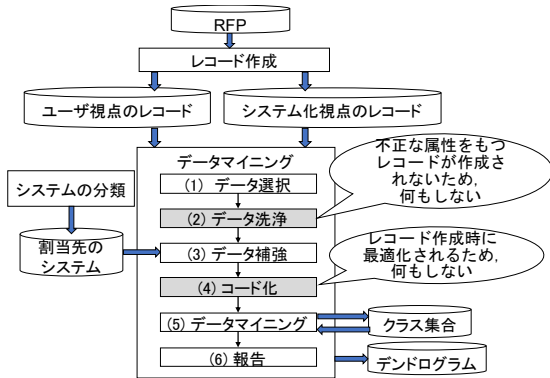 RFP
レコード作成
ユーザ視点のレコード
システム化視点のレコード
データマイニング
(1) データ選択
(2) データ洗浄
(3) データ補強
(4) コード化
(5) データマイニング
(6) 報告
不正な属性をもつ
レコードが作成さ
れないため,
何もしない
システムの分類
割当先の
システム
レコード作成時に
最適化されるため,
何もしない
クラス集合
デンドログラム